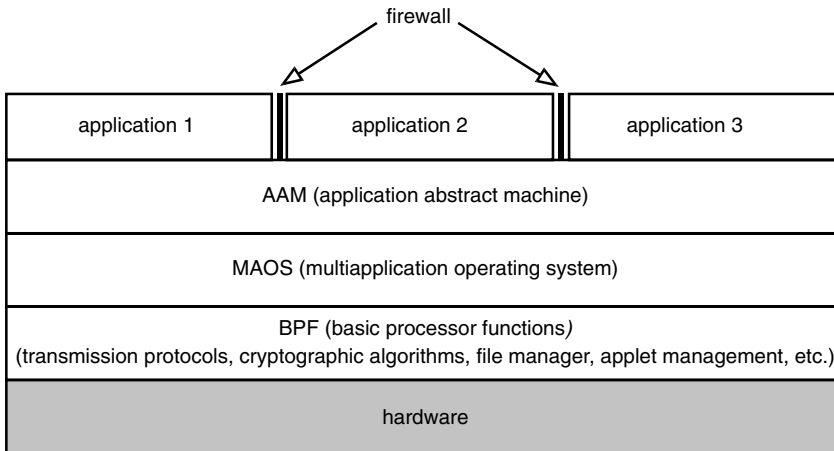 firewall
application 1
application 2
application 3
AAM (application abstract machine)
MAOS (multiapplication operating system)
BPF (basic processor functions)
(transmission protocols, cryptographic algorithms, file manager, applet management, etc.)
hardware